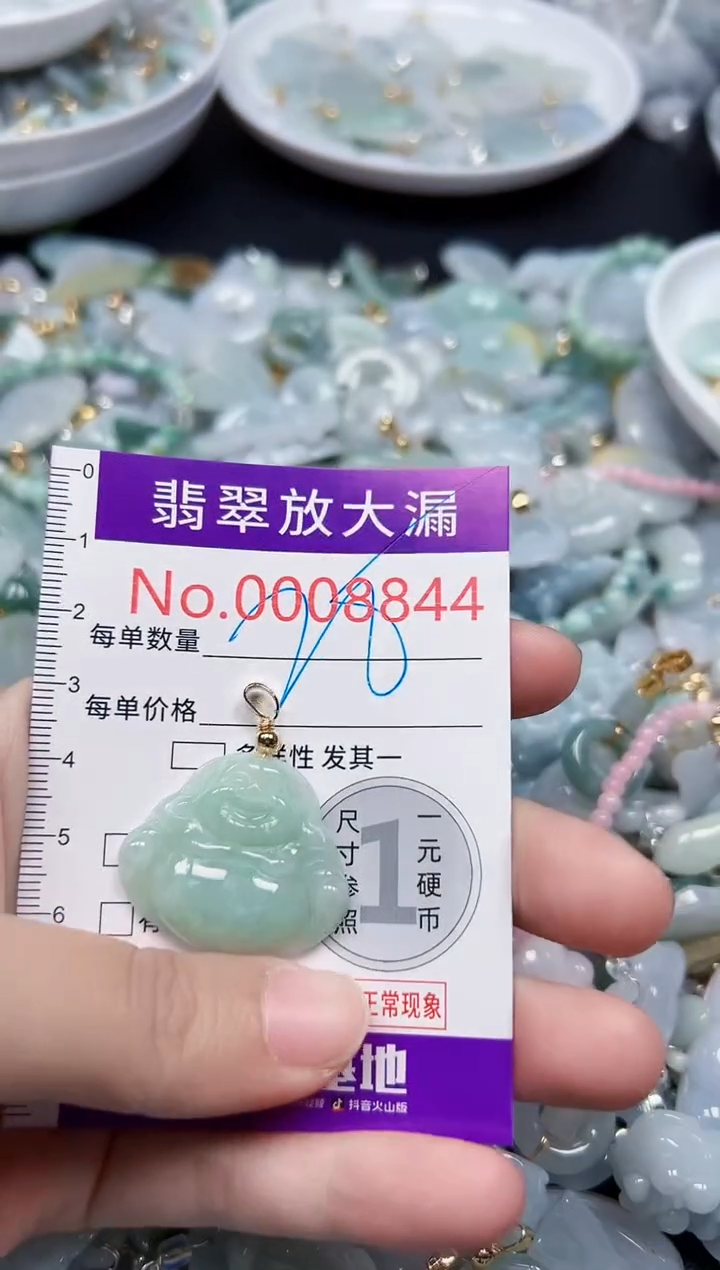 0
翡翠放大漏
1
No.0008844
2
每单数量
3
每单价格
4
性 发其一
5
尺寸参照
1
一元硬币
6
正常现象
基地
抖音火山版